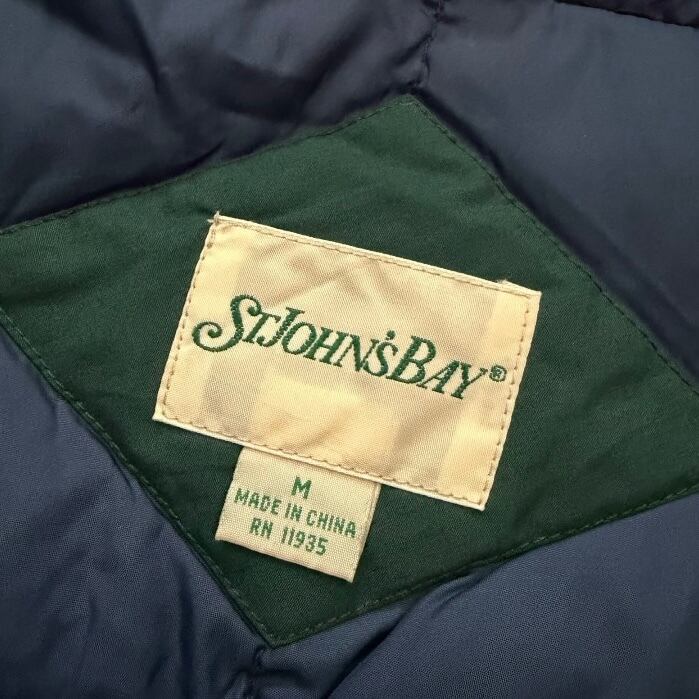 ST.JOHN'S BAY®
M
MADE IN CHINA
RN 11935